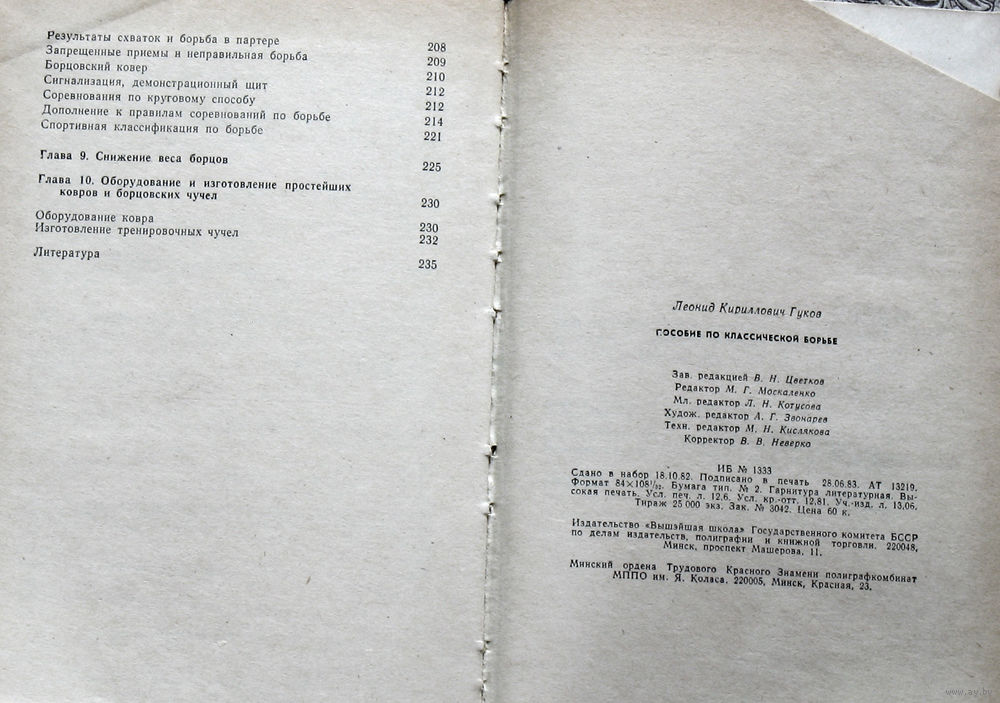 Результаты схваток и борьба в партере 208
Запрещенные приемы и неправильная борьба 209
Борцовский ковер 210
Сигнализация, демонстрационный щит 212
Соревнования по круговому способу 212
Дополнение к правилам соревнований по борьбе 214
Спортивная классификация по борьбе 221
Глава 9. Снижение веса борцов 225
Глава 10. Оборудование и изготовление простейших
ковров и борцовских чучел 230
Оборудование ковра 230
Изготовление тренировочных чучел 232
Литература 235
Леонид Кириллович Гуков
ПОСОБИЕ ПО КЛАССИЧЕСКОЙ БОРЬБЕ
Зав. редакцией В. Н. Цветков
Редактор М. Г. Москаленко
Мл. редактор Л. Н. Котусова
Худож. редактор А. Г. Звонарев
Техн. редактор М. Н. Кислякова
Корректор В. В. Неверко
ИБ № 1333
Сдано в набор 18.10.82. Подписано в печать 28.06.83. АТ 13219.
Формат 84×108 1/32. Бумага тип. № 2. Гарнитура литературная. Вы-
сокая печать. Усл. печ. л. 12,6. Усл. кр.-отт. 12,81. Уч.-изд. л. 13,06.
Тираж 25 000 экз. Зак. № 3042. Цена 60 к.
Издательство «Вышэйшая школа» Государственного комитета БССР
по делам издательств, полиграфии и книжной торговли. 220048,
Минск, проспект Машерова, 11.
Минский ордена Трудового Красного Знамени полиграфкомбинат
МППО им. Я. Коласа. 220005, Минск, Красная, 23.
www.ay.by